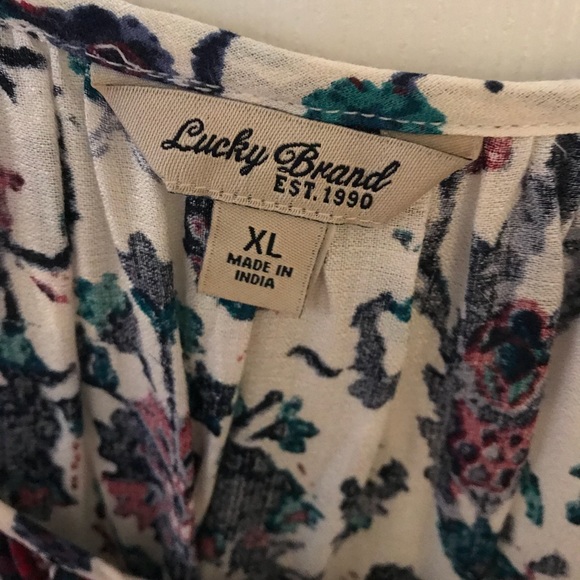 Lucky Brand
EST. 1990
XL
MADE IN
INDIA